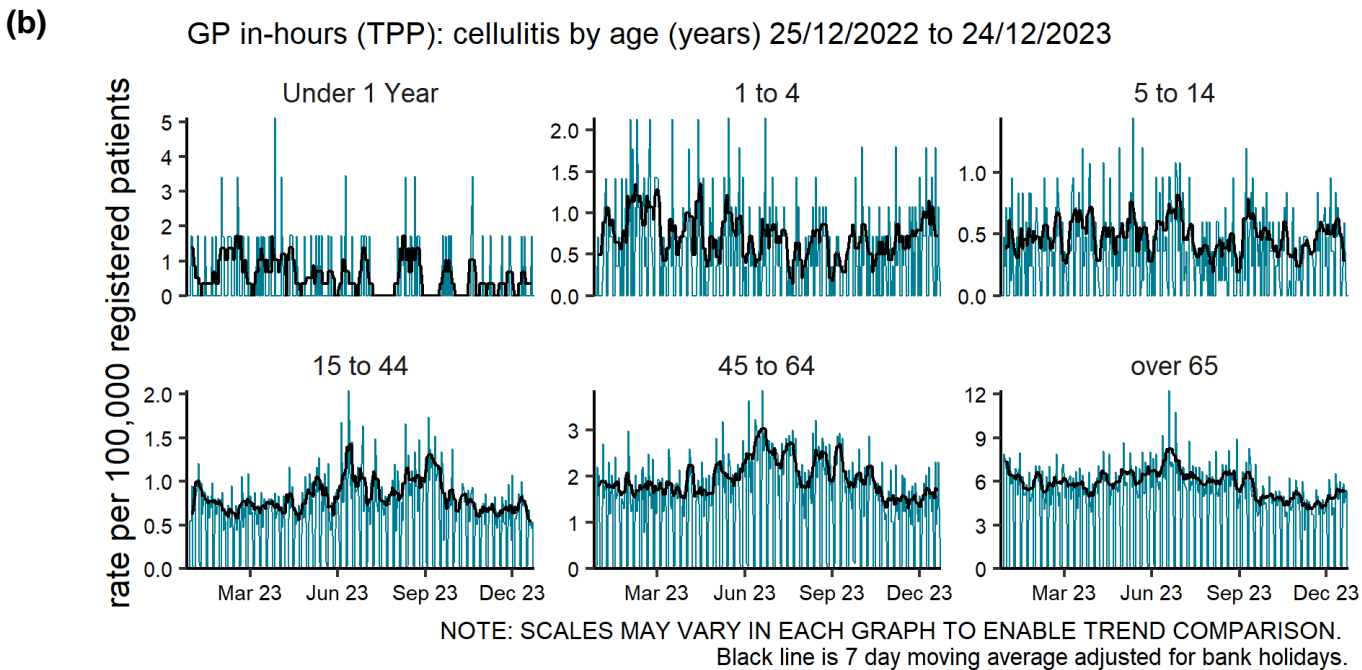 (b)
GP in-hours (TPP): cellulitis by age (years) 25/12/2022 to 24/12/2023
rate per 100,000 registered patients
Under 1 Year
5
4
3
2
1
0
1 to 4
2.0
1.5
1.0
0.5
0.0
5 to 14
1.0
0.5
0.0
15 to 44
2.0
1.5
1.0
0.5
0.0
Mar 23 Jun 23 Sep 23 Dec 23
45 to 64
3
2
1
0
Mar 23 Jun 23 Sep 23 Dec 23
over 65
12
9
6
3
0
Mar 23 Jun 23 Sep 23 Dec 23
NOTE: SCALES MAY VARY IN EACH GRAPH TO ENABLE TREND COMPARISON.
Black line is 7 day moving average adjusted for bank holidays.